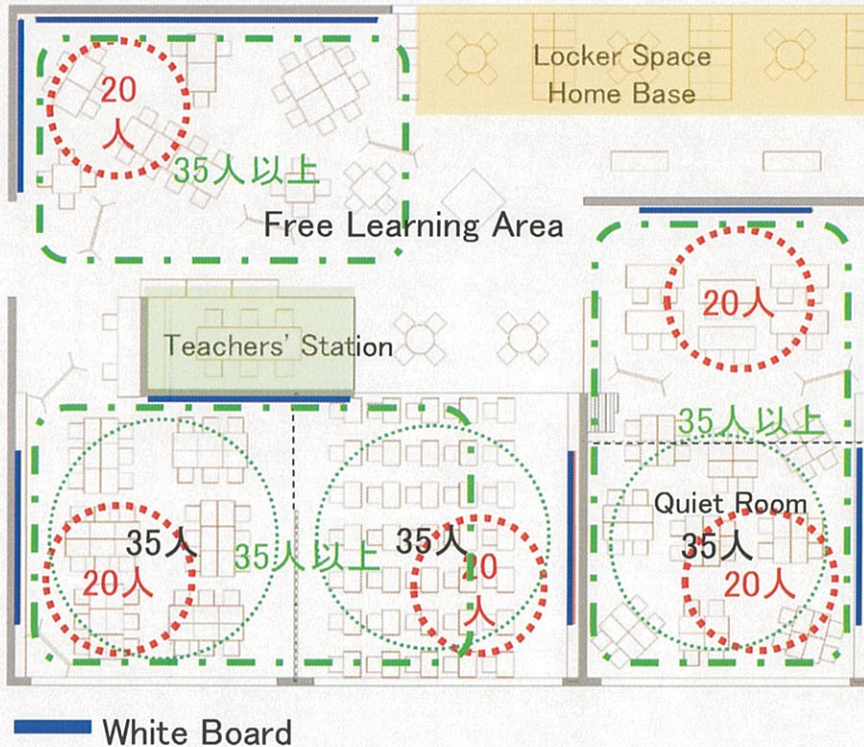 Locker Space
Home Base
20
人
35人以上
Free Learning Area
20人
Teachers' Station
35人以上
Quiet Room
35人
35人以上
35人
35人
20人
20
人
20人
White Board